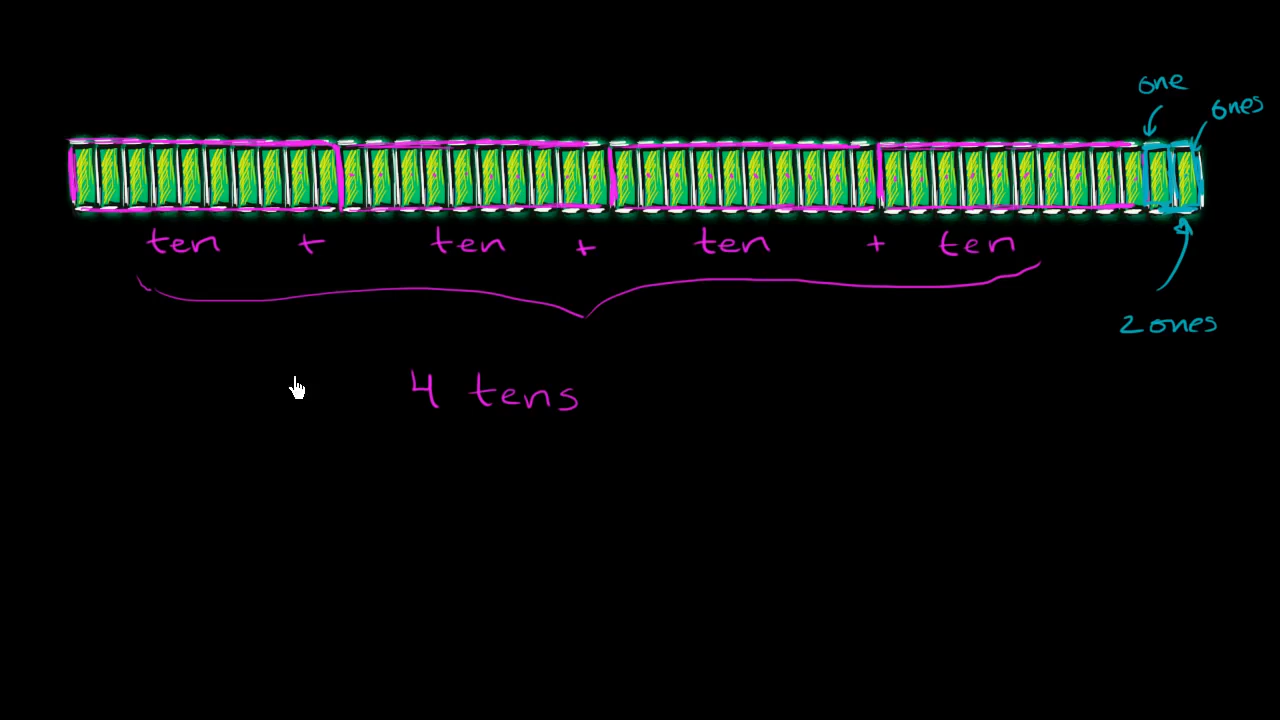 one
ones
ten + ten + ten + ten
2 ones
4 tens